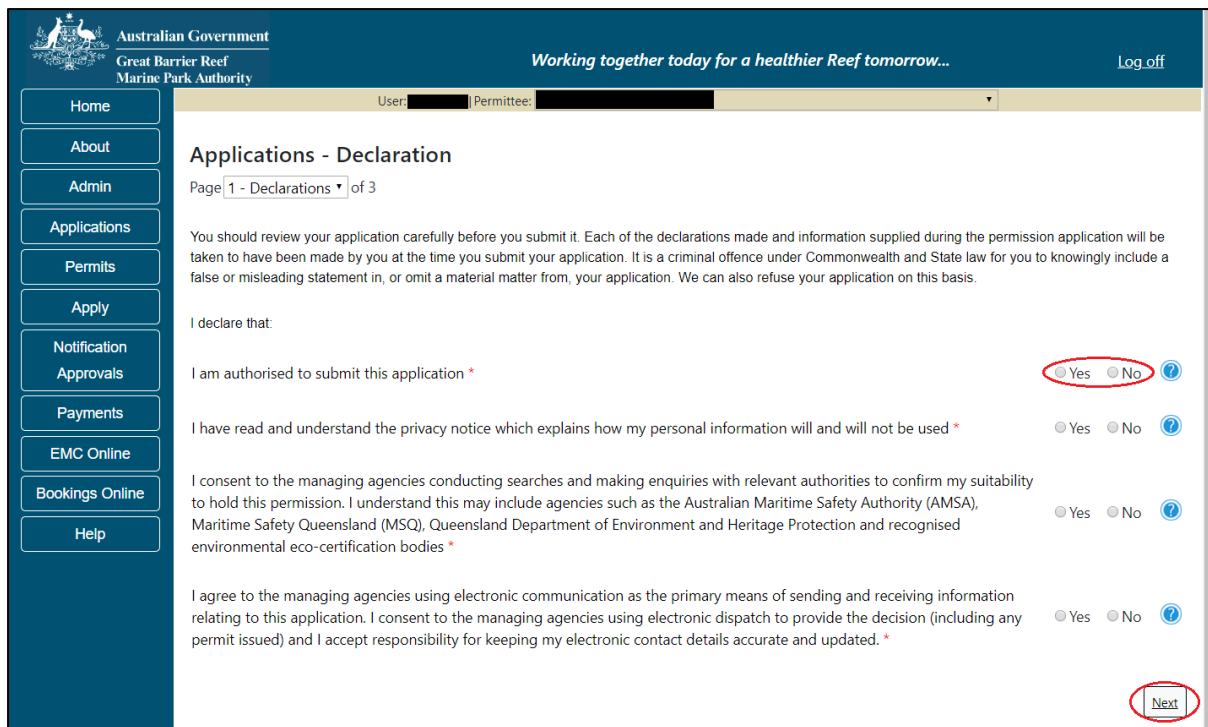 Australian Government
Great Barrier Reef
Marine Park Authority
Working together today for a healthier Reef tomorrow...
Log off
User: | Permittee:
Home
About
Admin
Applications
Permits
Apply
Notification
Approvals
Payments
EMC Online
Bookings Online
Help
Applications - Declaration
Page 1 - Declarations of 3
You should review your application carefully before you submit it. Each of the declarations made and information supplied during the permission application will be
taken to have been made by you at the time you submit your application. It is a criminal offence under Commonwealth and State law for you to knowingly include a
false or misleading statement in, or omit a material matter from, your application. We can also refuse your application on this basis.
I declare that:
I am authorised to submit this application * Yes No ?
I have read and understand the privacy notice which explains how my personal information will and will not be used * Yes No ?
I consent to the managing agencies conducting searches and making enquiries with relevant authorities to confirm my suitability
to hold this permission. I understand this may include agencies such as the Australian Maritime Safety Authority (AMSA),
Maritime Safety Queensland (MSQ), Queensland Department of Environment and Heritage Protection and recognised
environmental eco-certification bodies *
Yes No ?
I agree to the managing agencies using electronic communication as the primary means of sending and receiving information
relating to this application. I consent to the managing agencies using electronic dispatch to provide the decision (including any
permit issued) and I accept responsibility for keeping my electronic contact details accurate and updated. *
Yes No ?
Next